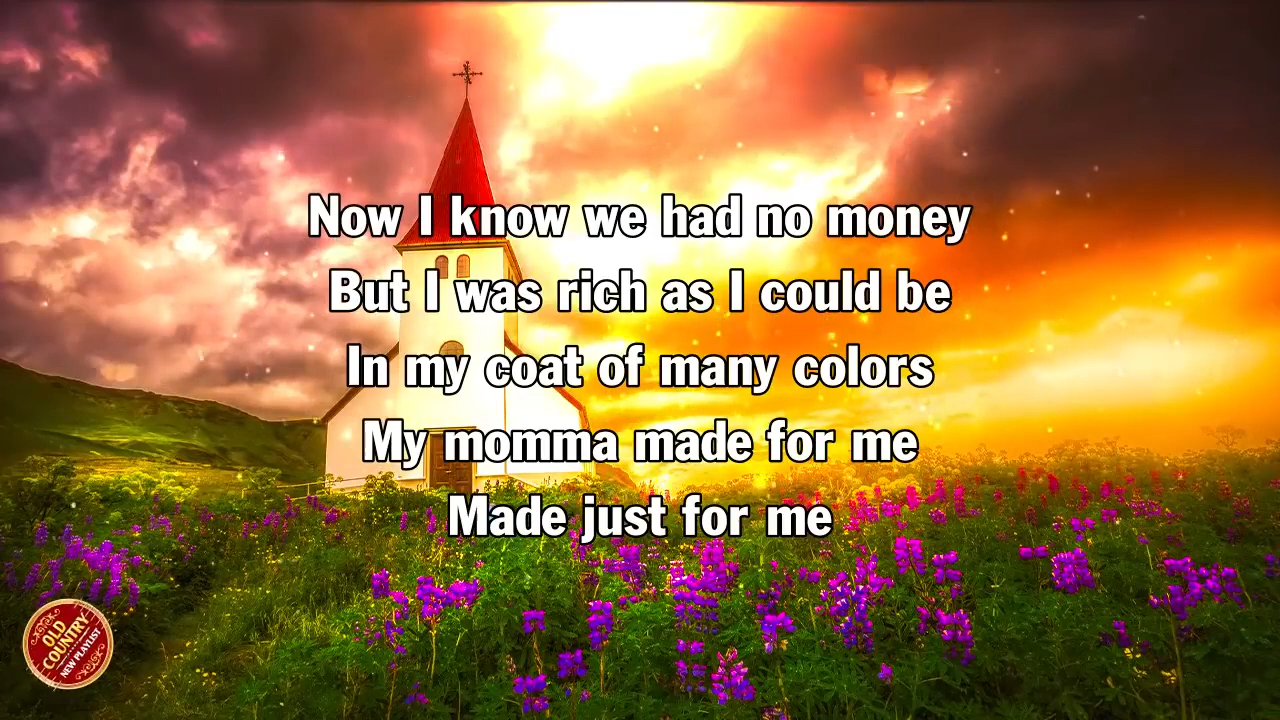 Now I know we had no money
But I was rich as I could be
In my coat of many colors
My momma made for me
Made just for me
OLD
COUNTRY
NEW PLAYLIST